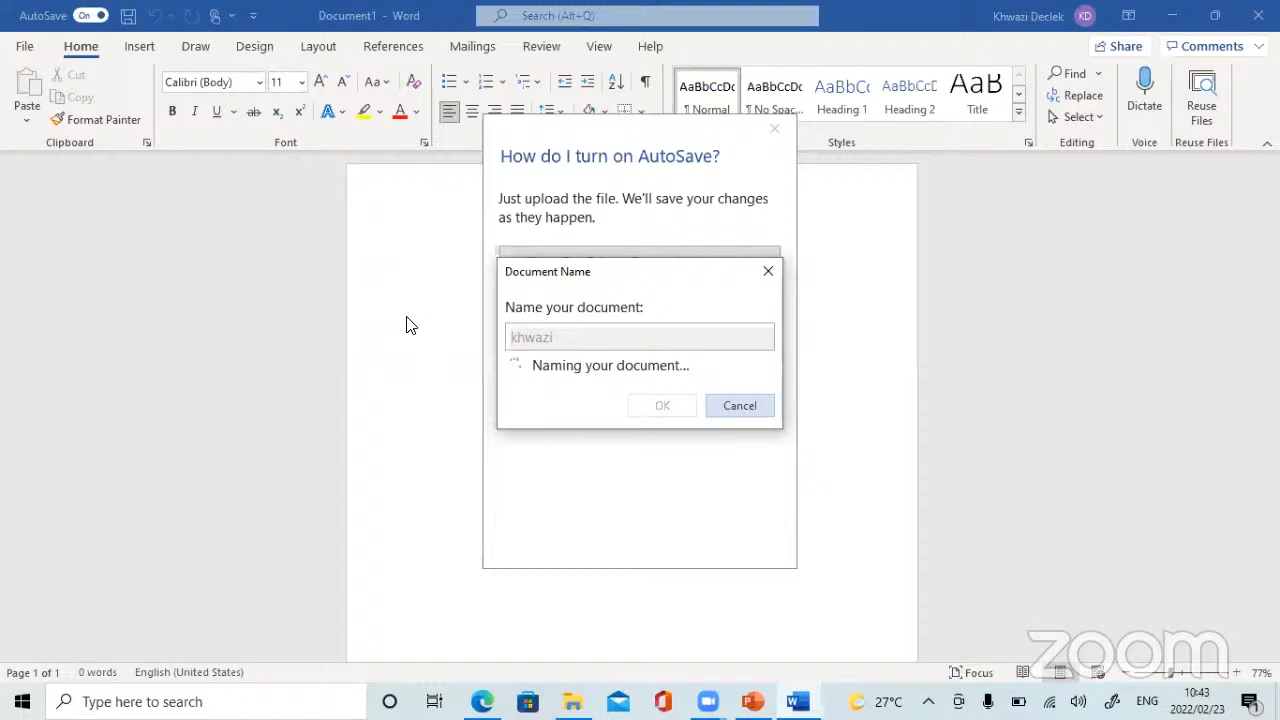 AutoSave On
Document1 - Word
Search (Alt+Q)
Khwazi Declek KD
File Home Insert Draw Design Layout References Mailings Review View Help
Share Comments
Paste
Cut
Copy
Format Painter
Clipboard
Calibri (Body) 11
Font
AaBbCcDc AaBbCcDc AaBbCc AaBbCcC AaB
¶ Normal ¶ No Spac... Heading 1 Heading 2 Title
Styles
Find
Replace
Select
Editing
Dictate
Voice
Reuse
Files
Reuse Files
How do I turn on AutoSave?
Just upload the file. We'll save your changes
as they happen.
Document Name
Name your document:
khwazi
Naming your document...
OK Cancel
zoom
Page 1 of 1 0 words English (United States) Focus 77%
Type here to search
27°C ENG
10:43
2022/02/23